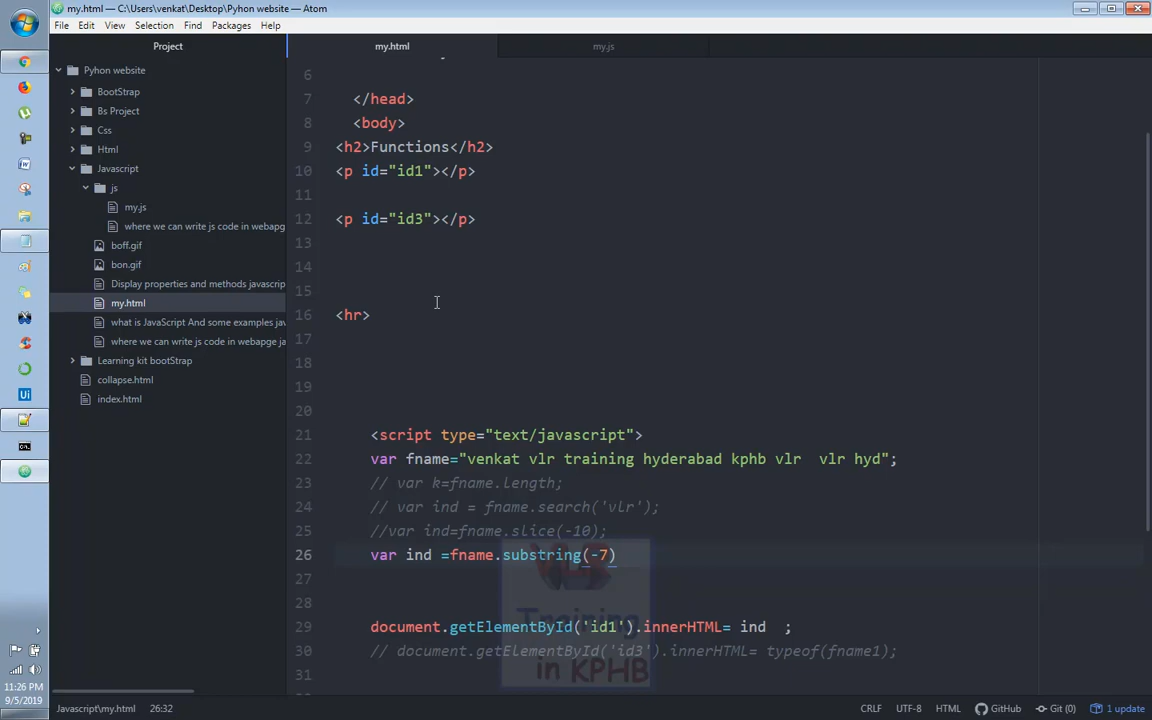 my.html — C:\Users\venkat\Desktop\Pyhon website — Atom
File Edit View Selection Find Packages Help
Project
my.html
my.js
Pyhon website
BootStrap
Bs Project
Css
Html
Javascript
js
my.js
where we can write js code in webapg
boff.gif
bon.gif
Display properties and methods javascrip
my.html
what is JavaScript And some examples jav
where we can write js code in webapge ja
Learning kit bootStrap
collapse.html
index.html
6
7 </head>
8 <body>
9 <h2>Functions</h2>
10 <p id="id1"></p>
11
12 <p id="id3"></p>
13
14
15
16 <hr>
17
18
19
20
21 <script type="text/javascript">
22 var fname="venkat vlr training hyderabad kphb vlr  vlr hyd";
23 // var k=fname.length;
24 // var ind = fname.search('vlr');
25 //var ind=fname.slice(-10);
26 var ind =fname.substring(-7)
27
28
29 document.getElementById('id1').innerHTML= ind  ;
30 // document.getElementById('id3').innerHTML= typeof(fname1);
31
VLR
Training
in KPHB
Ui
11:26 PM
9/5/2019
Javascript\my.html 26:32
CRLF UTF-8 HTML GitHub Git (0) 1 update